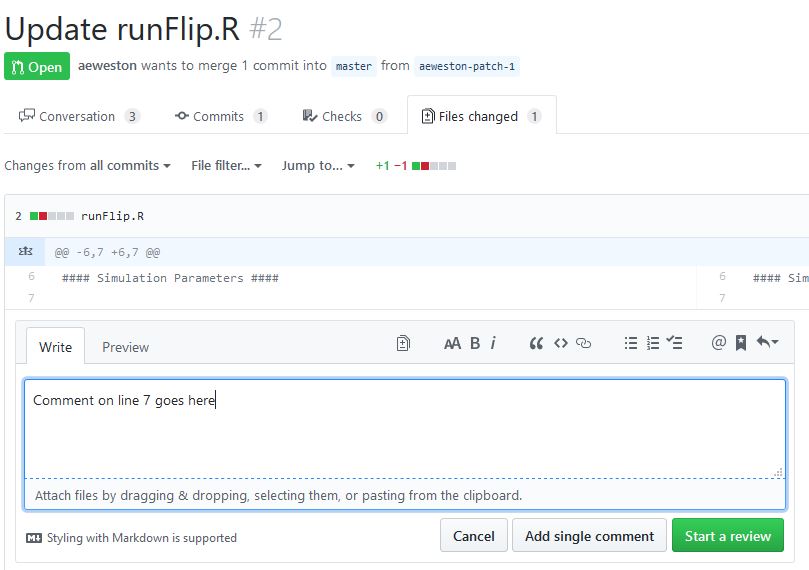 Update runFlip.R #2
Open aeweston wants to merge 1 commit into master from aeweston-patch-1
Conversation 3 Commits 1 Checks 0 Files changed 1
Changes from all commits File filter... Jump to... +1 −1
2 runFlip.R
@@ -6,7 +6,7 @@
6 #### Simulation Parameters #### 6 #### Sim
7 7
Write Preview AA B i @
Comment on line 7 goes here
Attach files by dragging & dropping, selecting them, or pasting from the clipboard.
Styling with Markdown is supported Cancel Add single comment Start a review